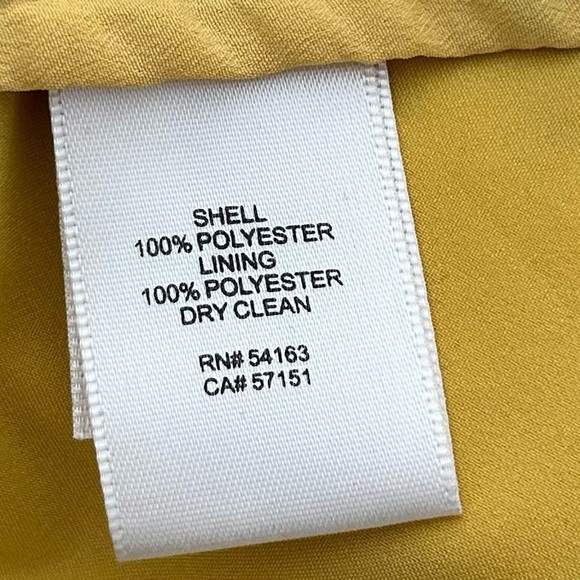 SHELL
100% POLYESTER
LINING
100% POLYESTER
DRY CLEAN
RN# 54163
CA# 57151